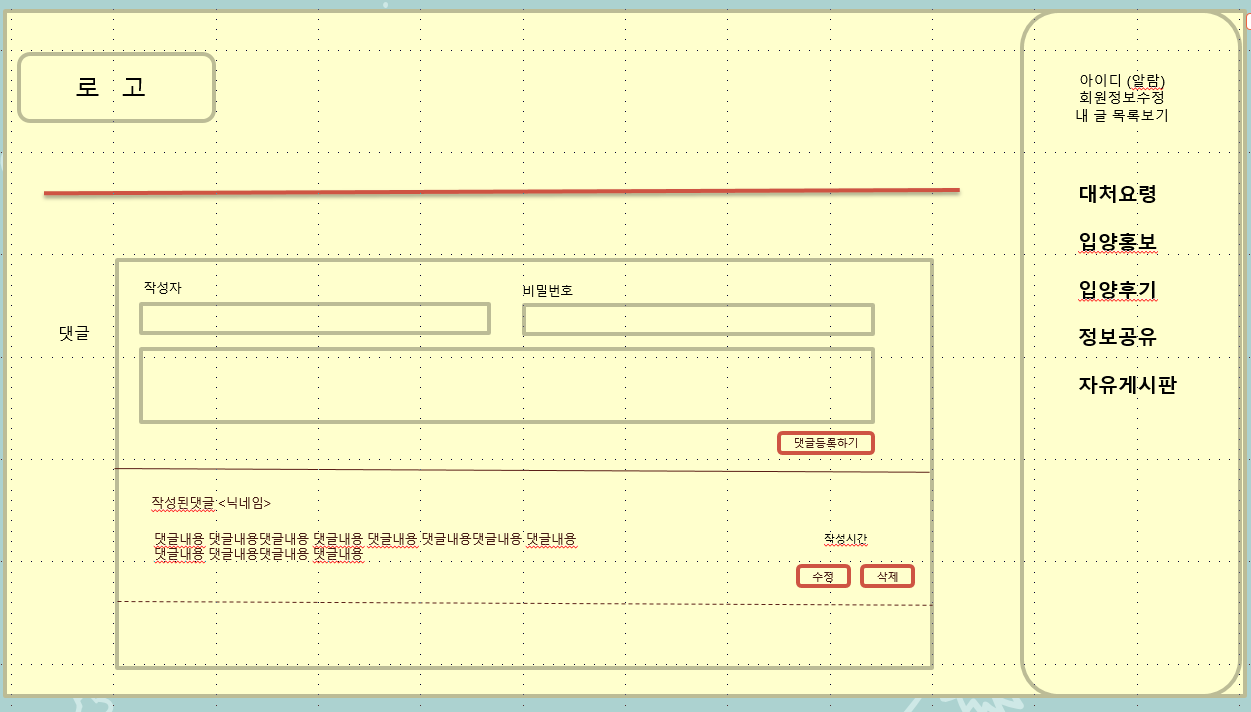 로 고
아이디 (알람)
회원정보수정
내 글 목록보기
대처요령
입양홍보
입양후기
정보공유
자유게시판
댓글
작성자
비밀번호
댓글등록하기
작성된댓글 <닉네임>
댓글내용 댓글내용댓글내용 댓글내용 댓글내용 댓글내용댓글내용 댓글내용
댓글내용 댓글내용댓글내용 댓글내용
작성시간
수정
삭제